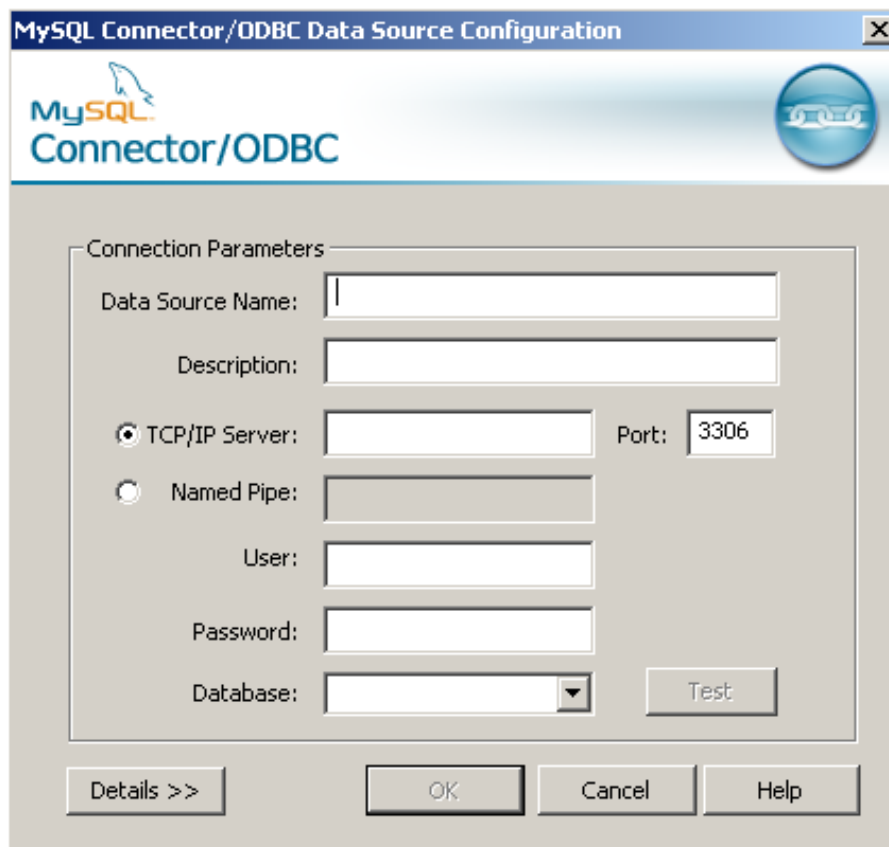 MySQL Connector/ODBC Data Source Configuration
MySQL
Connector/ODBC
Connection Parameters
Data Source Name:
Description:
TCP/IP Server: Port: 3306
Named Pipe:
User:
Password:
Database: Test
Details >> OK Cancel Help